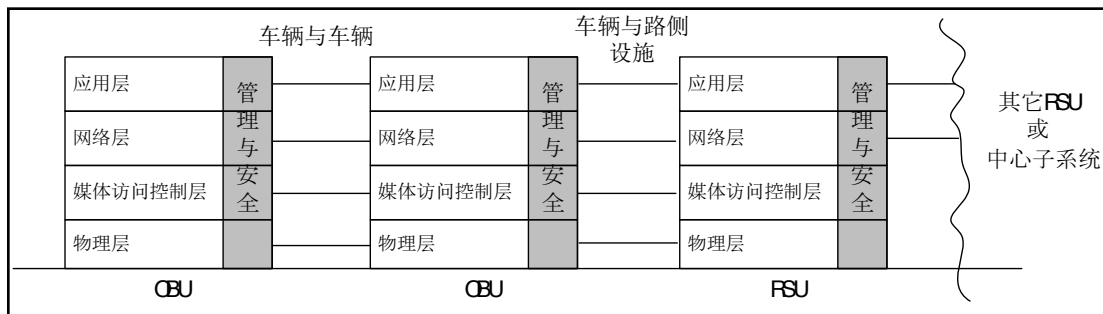 车辆与车辆
车辆与路侧
设施
应用层
网络层
媒体访问控制层
物理层
管理与安全
OBU
应用层
网络层
媒体访问控制层
物理层
管理与安全
OBU
应用层
网络层
媒体访问控制层
物理层
管理与安全
RSU
其它RSU
或
中心子系统